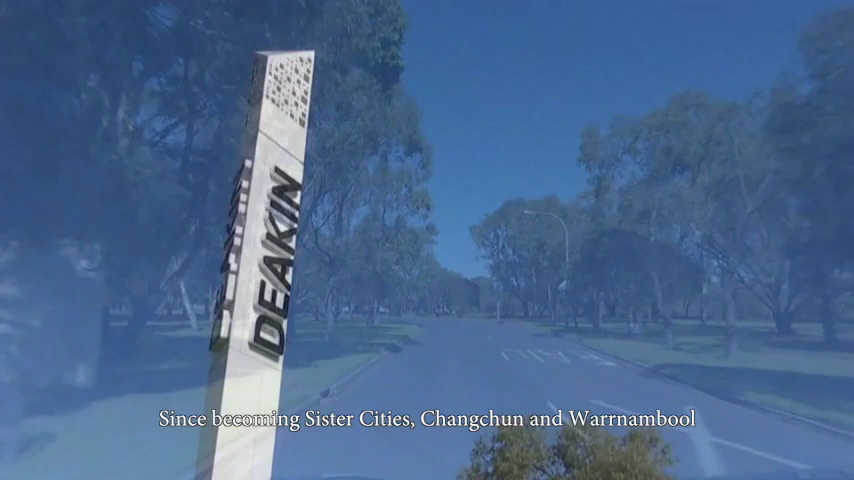 DEAKIN
Since becoming Sister Cities, Changchun and Warrnambool